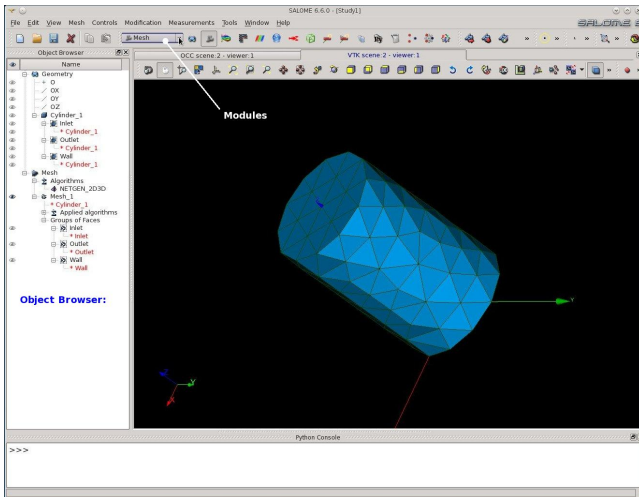 SALOME 6.6.0 - [Study1]
File Edit View Mesh Controls Modification Measurements Tools Window Help
SALOME 6
Mesh
Object Browser
OCC scene:2 - viewer:1
VTK scene:2 - viewer:1
Name
Modules
Geometry
O
OX
OY
OZ
Cylinder_1
Inlet
* Cylinder_1
Outlet
* Cylinder_1
Wall
* Cylinder_1
Mesh
Algorithms
NETGEN_2D3D
Mesh_1
* Cylinder_1
Applied algorithms
Groups of Faces
Inlet
* Inlet
Outlet
* Outlet
Wall
* Wall
Object Browser:
Y
Y
X
Python Console
>>>